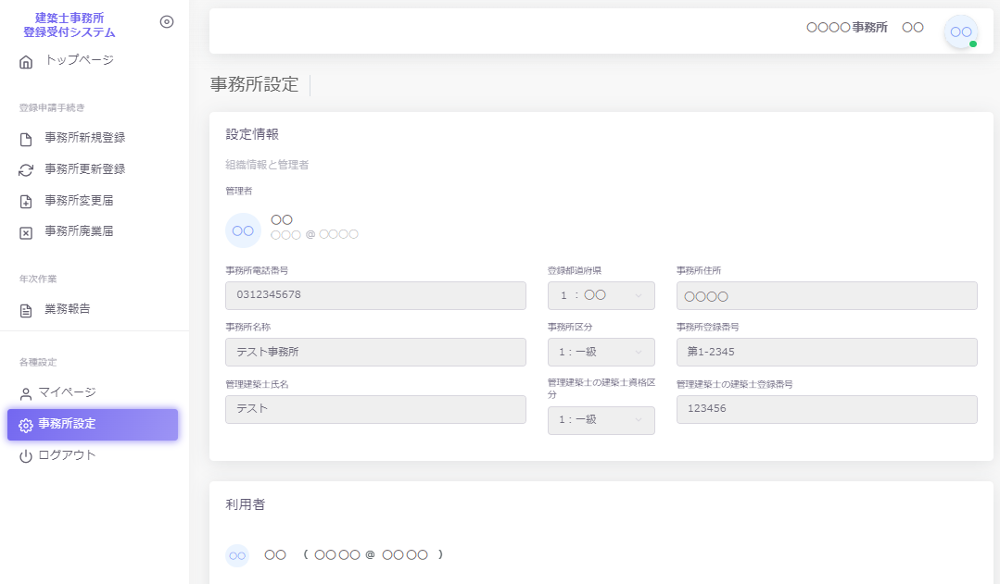 建築士事務所
登録受付システム
トップページ
登録申請手続き
事務所新規登録
事務所更新登録
事務所変更届
事務所廃業届
年次作業
業務報告
各種設定
マイページ
事務所設定
ログアウト
〇〇〇〇事務所 〇〇 〇〇
事務所設定
設定情報
組織情報と管理者
管理者
〇〇 〇〇
〇〇〇 @ 〇〇〇〇
事務所電話番号 登録都道府県 事務所住所
0312345678 1 : 〇〇 〇〇〇〇
事務所名称 事務所区分 事務所登録番号
テスト事務所 1 : 一級 第1-2345
管理建築士氏名 管理建築士の建築士資格区分 管理建築士の建築士登録番号
テスト 1 : 一級 123456
利用者
〇〇 〇〇 ( 〇〇〇〇 @ 〇〇〇〇 )